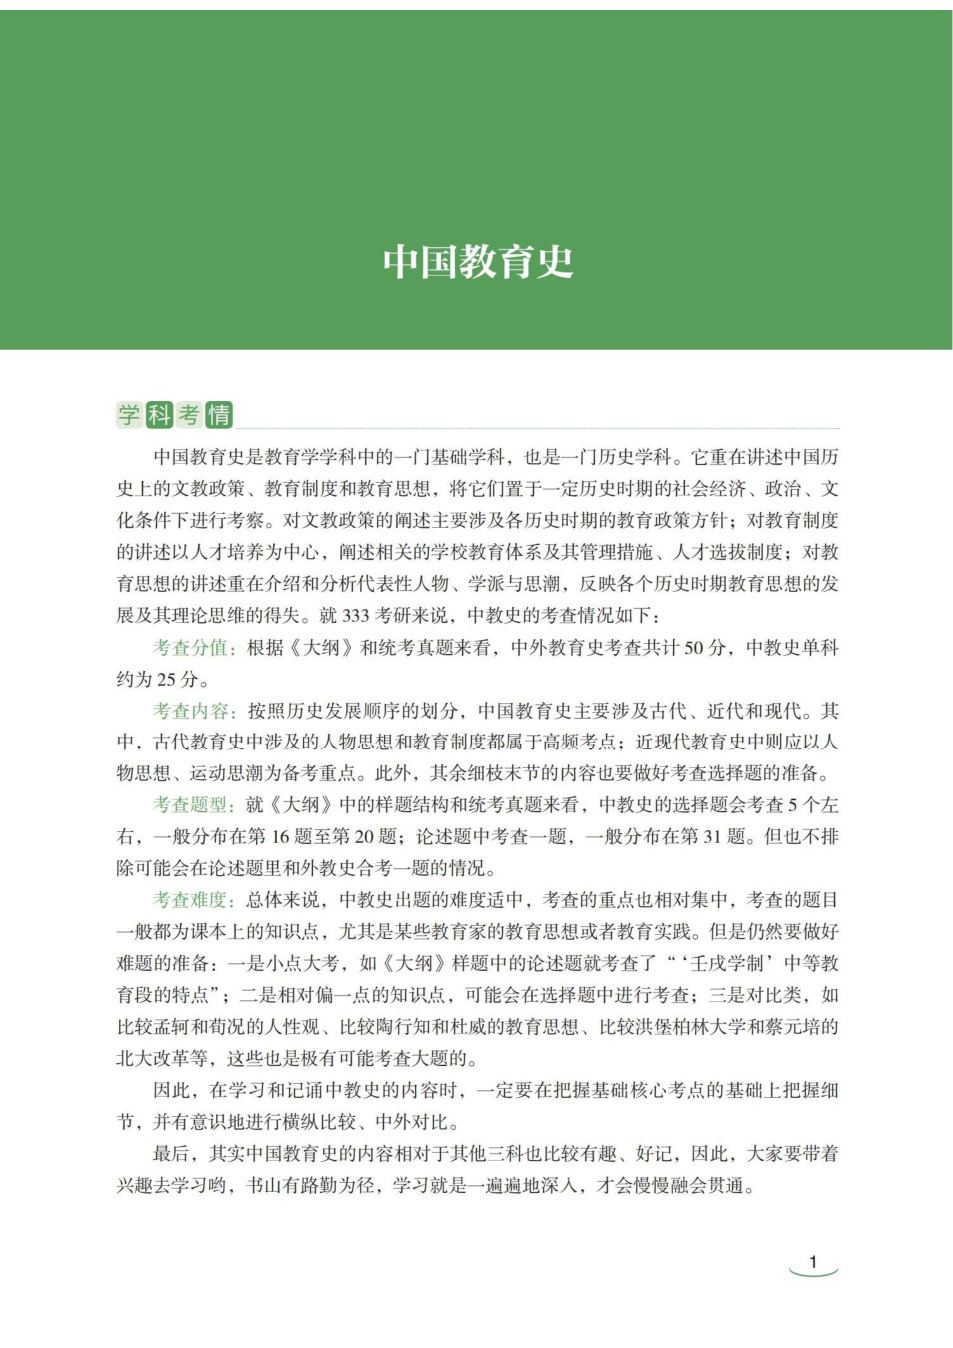 中国教育史
学科考情
中国教育史是教育学学科中的一门基础学科，也是一门历史学科。它重在讲述中国历
史上的文教政策、教育制度和教育思想，将它们置于一定历史时期的社会经济、政治、文
化条件下进行考察。对文教政策的阐述主要涉及各历史时期的教育政策方针；对教育制度
的讲述以人才培养为中心，阐述相关的学校教育体系及其管理措施、人才选拔制度；对教
育思想的讲述重在介绍和分析代表性人物、学派与思潮，反映各个历史时期教育思想的发
展及其理论思维的得失。就 333 考研来说，中教史的考查情况如下：
考查分值：根据《大纲》和统考真题来看，中外教育史考查共计 50 分，中教史单科
约为 25 分。
考查内容：按照历史发展顺序的划分，中国教育史主要涉及古代、近代和现代。其
中，古代教育史中涉及的人物思想和教育制度都属于高频考点；近现代教育史中则应以人
物思想、运动思潮为备考重点。此外，其余细枝末节的内容也要做好考查选择题的准备。
考查题型：就《大纲》中的样题结构和统考真题来看，中教史的选择题会考查 5 个左
右，一般分布在第 16 题至第 20 题；论述题中考查一题，一般分布在第 31 题。但也不排
除可能会在论述题里和外教史合考一题的情况。
考查难度：总体来说，中教史出题的难度适中，考查的重点也相对集中，考查的题目
一般都为课本上的知识点，尤其是某些教育家的教育思想或者教育实践。但是仍然要做好
难题的准备：一是小点大考，如《大纲》样题中的论述题就考查了“‘壬戌学制’中等教
育段的特点”；二是相对偏一点的知识点，可能会在选择题中进行考查；三是对比类，如
比较孟轲和荀况的人性观、比较陶行知和杜威的教育思想、比较洪堡柏林大学和蔡元培的
北大改革等，这些也是极有可能考查大题的。
因此，在学习和记诵中教史的内容时，一定要在把握基础核心考点的基础上把握细
节，并有意识地进行横纵比较、中外对比。
最后，其实中国教育史的内容相对于其他三科也比较有趣、好记，因此，大家要带着
兴趣去学习哟，书山有路勤为径，学习就是一遍遍地深入，才会慢慢融会贯通。
1